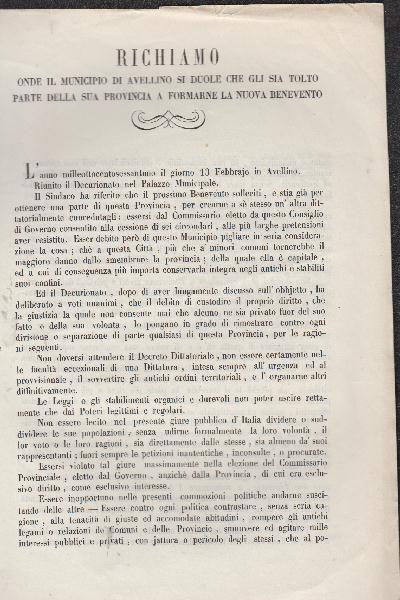 RICHIAMO
ONDE IL MUNICIPIO DI AVELLINO SI DUOLE CHE GLI SIA TOLTO
PARTE DELLA SUA PROVINCIA A FORMARNE LA NUOVA BENEVENTO
L'anno milleottocentosessantuno il giorno 13 Febbrajo in Avellino.
Riunito il Decurionato nel Palazzo Municipale.
Il Sindaco ha riferito che il prossimo Benevento solleciti, e stia già per
ottenere una parte di questa Provincia, per crearne a sè stesso un' altra dit-
tatorialmente concedutagli: essersi dal Commissario eletto da questo Consiglio
di Governo consentito alla cessione di sei circondari, alle più larghe pretensioni
aver resistito. Esser debito però di questo Municipio pigliare in seria considera-
zione la cosa; chè a questa Città, più che a' minori comuni tornerebbe il
maggiore danno dallo smembrare la provincia; della quale ella è capitale,
ed a cui di conseguenza più importa conservarla integra negli antichi e stabiliti
suoi confini.
Ed il Decurionato, dopo di aver lungamente discusso sull'obbjetto, ha
deliberato a voti unanimi, che il debito di custodire il proprio dritto, che
la giustizia la quale non consente mai che alcuno ne sia privato fuor del suo
fatto e della sua volontà, lo pongano in grado di rimostrare contro ogni
divisione o separazione di parte qualsiasi di questa Provincia, per le ragio-
ni seguenti.
Non doversi attendere il Decreto Dittatoriale, non essere certamente nel-
le facoltà eccezionali di una Dittatura, intesa sempre all'urgenza ed al
provvisionale, il sovvertire gli antichi ordini territoriali, e l' organarne altri
diffinitivamente.
Le Leggi e gli stabilimenti organici e durevoli non poter uscire retta-
mente che dai Poteri legittimi e regolari.
Non essere lecito nel presente giure pubblico d'Italia dividere o sud-
dividere le sue popolazioni, senza udirne formalmente la loro volontà, il
lor voto e le loro ragioni, sia direttamente dalle stesse, sia almeno da' suoi
rappresentanti; fuori sempre le petizioni inautentiche, inconsulte, o procurate.
Essersi violato tal giure massimamente nella elezione del Commissario
Provinciale, eletto dal Governo, anzichè dalla Provincia, di cui era esclu-
sivo diritto, come esclusivo interesse.
Essere inopportuno nelle presenti commozioni politiche andarne susci-
tando delle altre — Essere contro ogni politica contrastare, senza seria ca-
gione, alla tenacità di giuste ed accomodate abitudini, rompere gli antichi
legami o relazioni de' Comuni e delle Provincie, smuovere ed agitare mille
interessi pubblici e privati, con jattura o pericolo degli stessi, che al po-